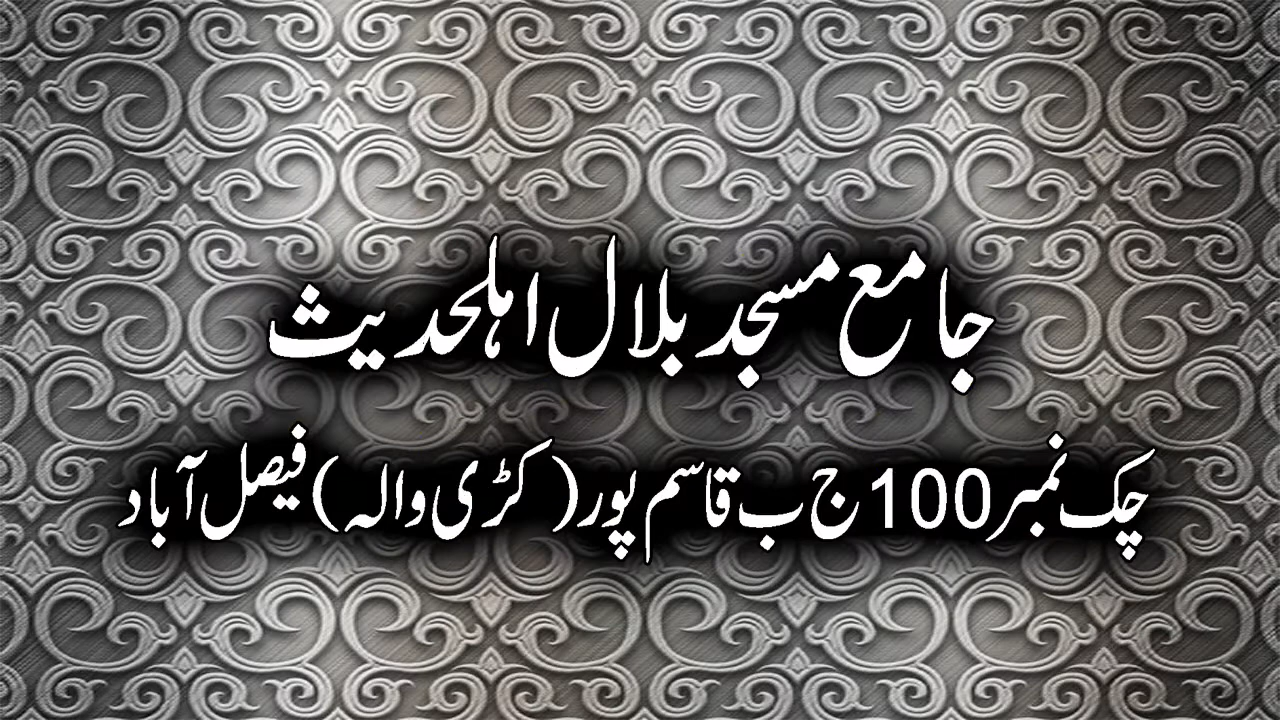 جامع مسجد بلال اہلحدیث
چک نمبر 100 ج ب قاسم پور (کڑی والہ) فیصل آباد